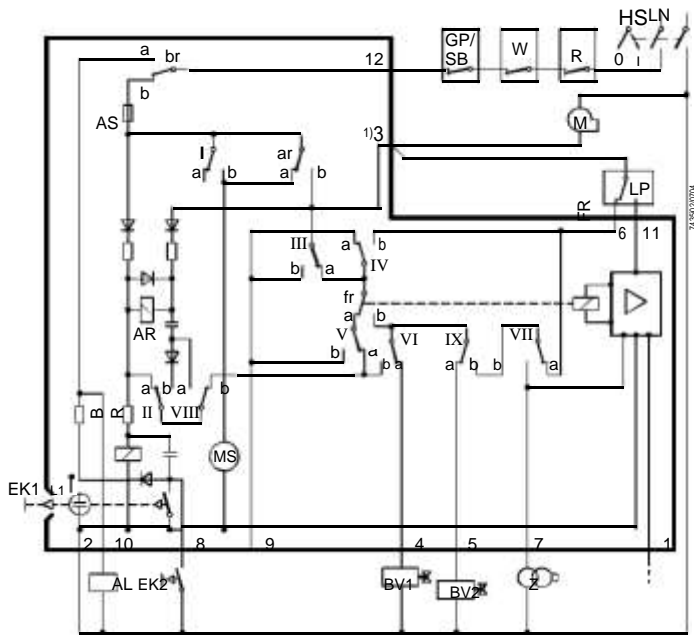 HS LN
GP/ SB W R 0 I
a br 12
b
AS
1)3 M
I ar
a b a b
LP
FR
6 11
7435020704
III a b
b a IV
fr
AR a b
V VI IX VII
b a b a a b b a
a b a b
II VIII
B R
MS
EK1 L1
2 10 8 9 4 5 7 1
AL EK2 BV1 BV2 Z